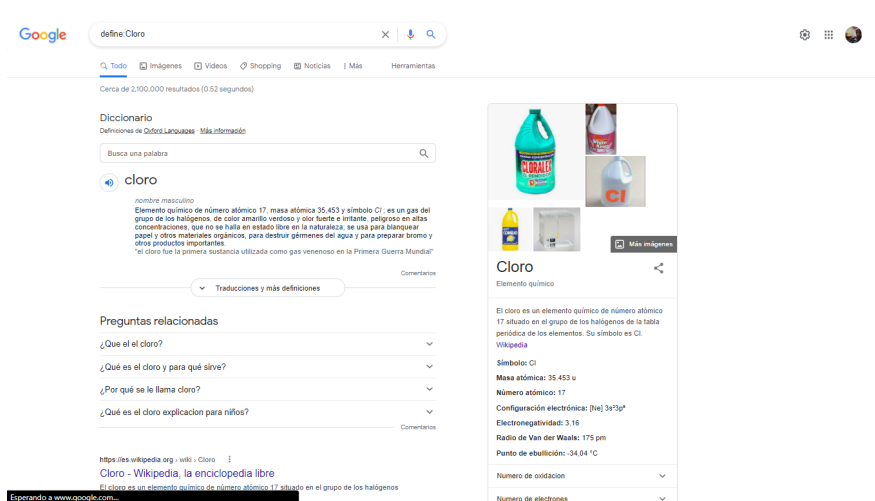 Google
define:Cloro
Todo
Imágenes
Videos
Shopping
Noticias
Más
Herramientas
Cerca de 2,100,000 resultados (0.52 segundos)
Diccionario
Definiciones de Oxford Languages · Más información
Busca una palabra
cloro
nombre masculino
Elemento químico de número atómico 17, masa atómica 35,453 y símbolo Cl ; es un gas del
grupo de los halógenos, de color amarillo verdoso y olor fuerte e irritante, peligroso en altas
concentraciones, que no se halla en estado libre en la naturaleza; se usa para blanquear
papel y otros materiales orgánicos, para destruir gérmenes del agua y para preparar bromo y
otros productos importantes.
"el cloro fue la primera sustancia utilizada como gas venenoso en la Primera Guerra Mundial"
Comentarios
Traducciones y más definiciones
Preguntas relacionadas
¿Que el el cloro?
¿Qué es el cloro y para qué sirve?
¿Por qué se le llama cloro?
¿Qué es el cloro explicacion para niños?
Comentarios
https://es.wikipedia.org › wiki › Cloro
Cloro - Wikipedia, la enciclopedia libre
El cloro es un elemento químico de número atómico 17 situado en el grupo de los halógenos
Esperando a www.google.com...
CLORALEX
Cl
Más imágenes
Cloro
Elemento químico
El cloro es un elemento químico de número atómico
17 situado en el grupo de los halógenos de la tabla
periódica de los elementos. Su símbolo es Cl.
Wikipedia
Símbolo: Cl
Masa atómica: 35,453 u
Número atómico: 17
Configuración electrónica: [Ne] 3s²3p⁵
Electronegatividad: 3,16
Radio de Van der Waals: 175 pm
Punto de ebullición: -34,04 °C
Numero de oxidacion
Numero de electrones